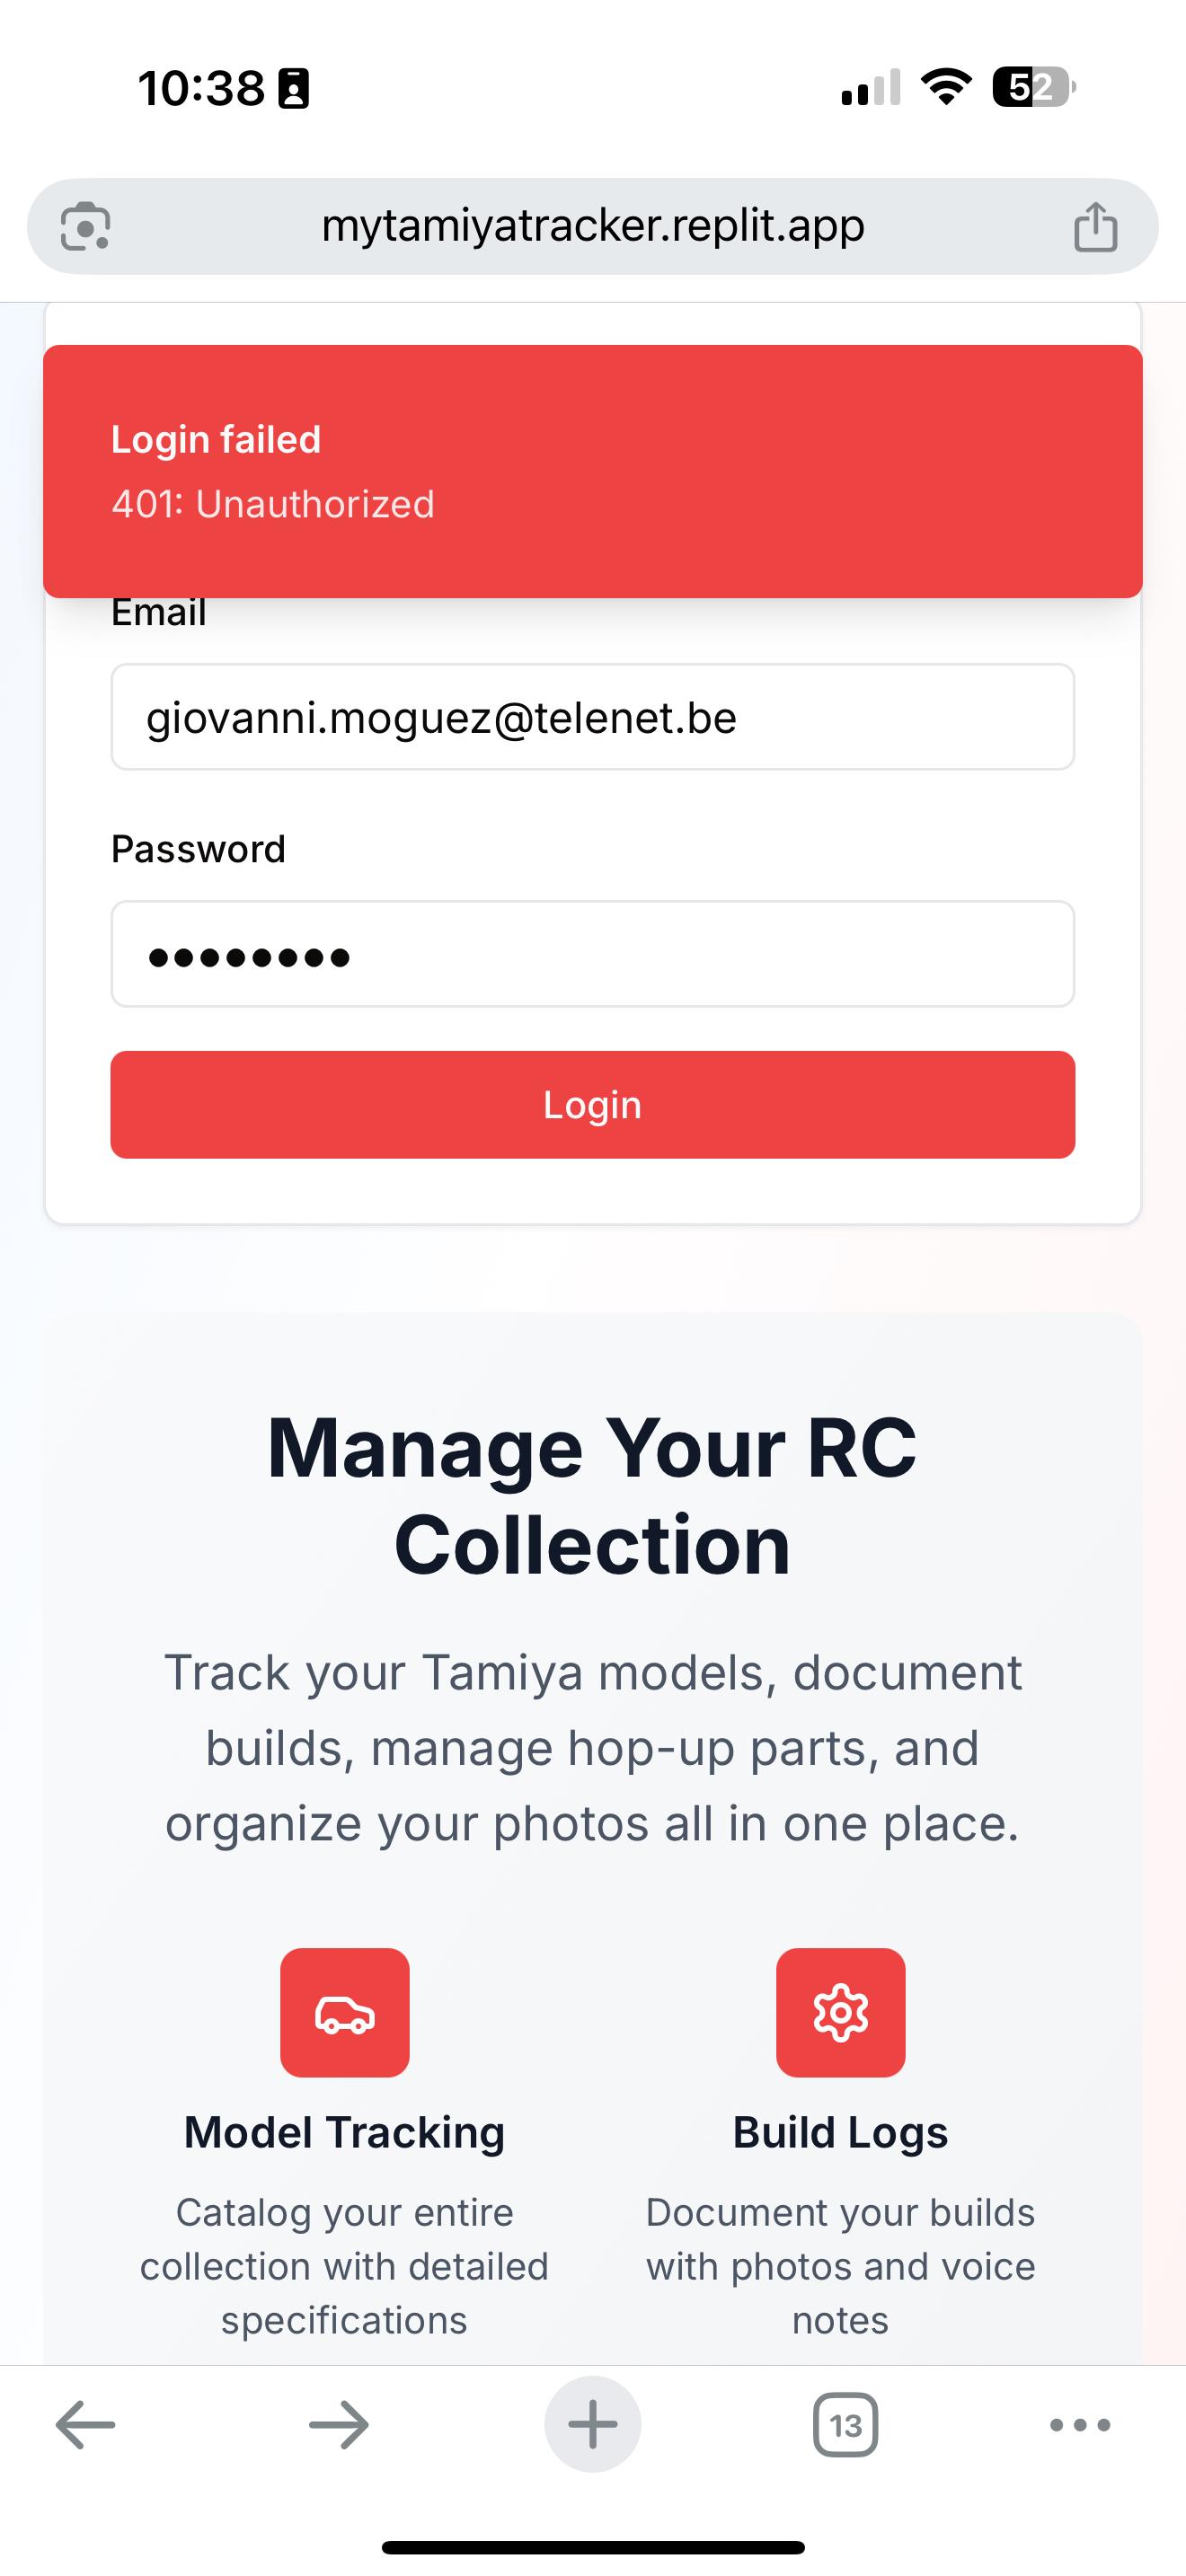 10:38
52
mytamiyatracker.replit.app
Login failed
401: Unauthorized
Email
giovanni.moguez@telenet.be
Password
Login
Manage Your RC
Collection
Track your Tamiya models, document
builds, manage hop-up parts, and
organize your photos all in one place.
Model Tracking
Catalog your entire
collection with detailed
specifications
Build Logs
Document your builds
with photos and voice
notes
13